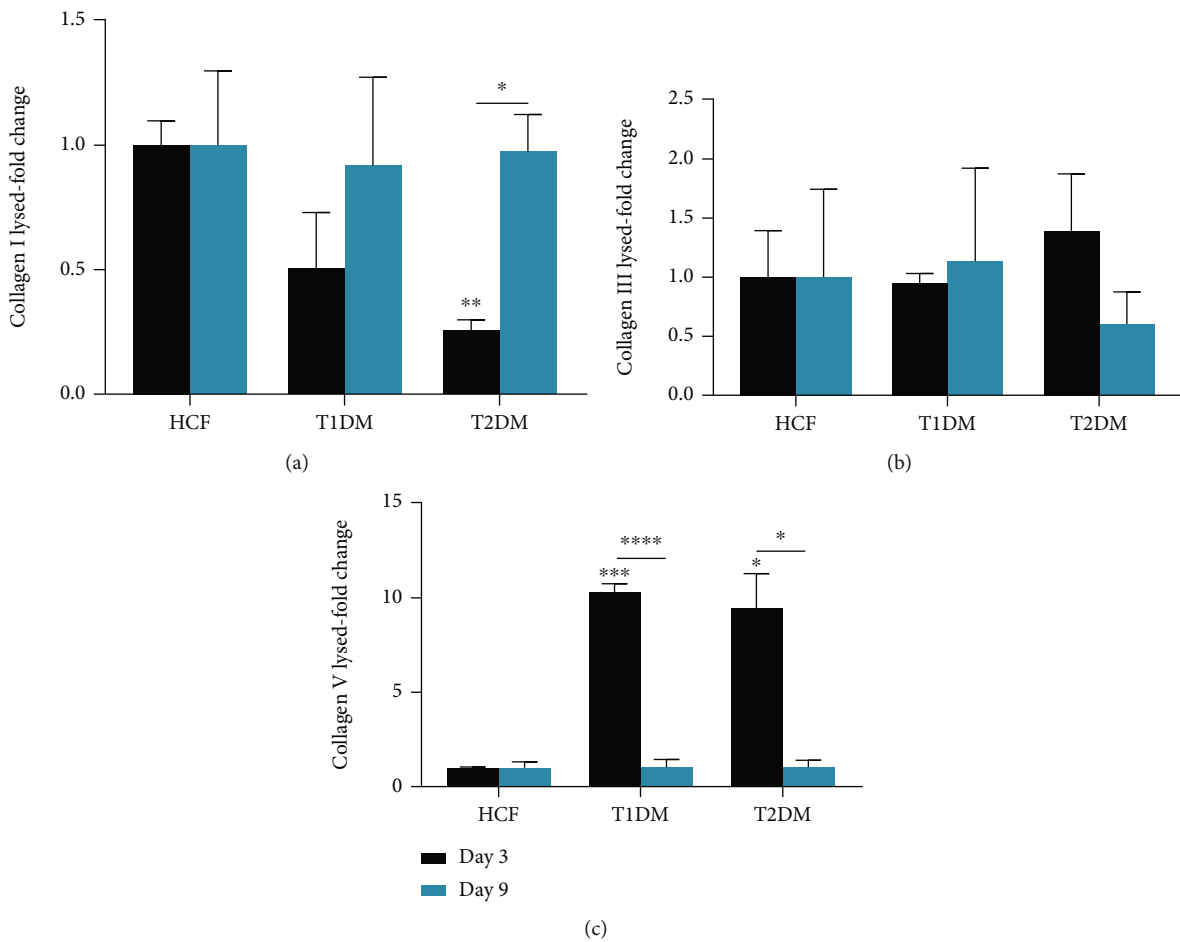 Collagen I lysed-fold change
1.5
1.0
0.5
0.0
*
**
HCF T1DM T2DM
(a)
Collagen III lysed-fold change
2.5
2.0
1.5
1.0
0.5
0.0
HCF T1DM T2DM
(b)
Collagen V lysed-fold change
15
10
5
0
****
***
*
*
HCF T1DM T2DM
Day 3
Day 9
(c)